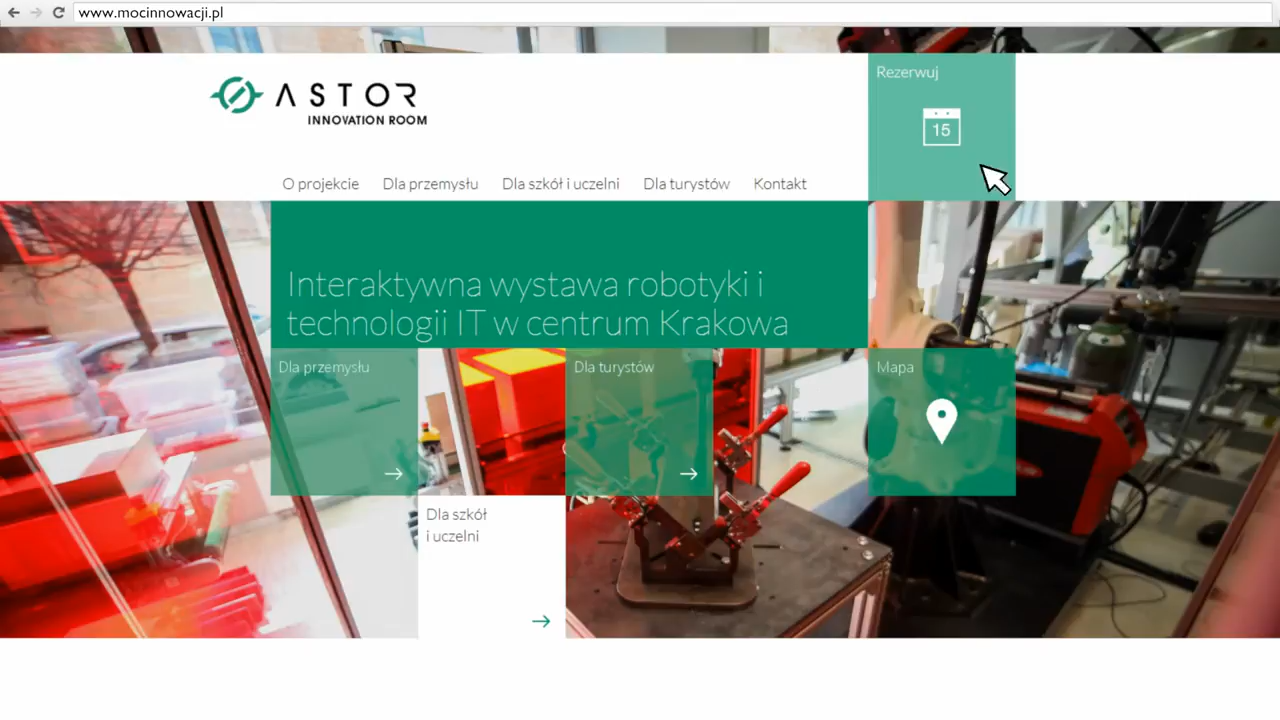 www.mocinnowacji.pl
ASTOR
INNOVATION ROOM
Rezerwuj
15
O projekcie Dla przemysłu Dla szkół i uczelni Dla turystów Kontakt
Interaktywna wystawa robotyki i
technologii IT w centrum Krakowa
Dla przemysłu
Dla turystów
Mapa
Dla szkół
i uczelni